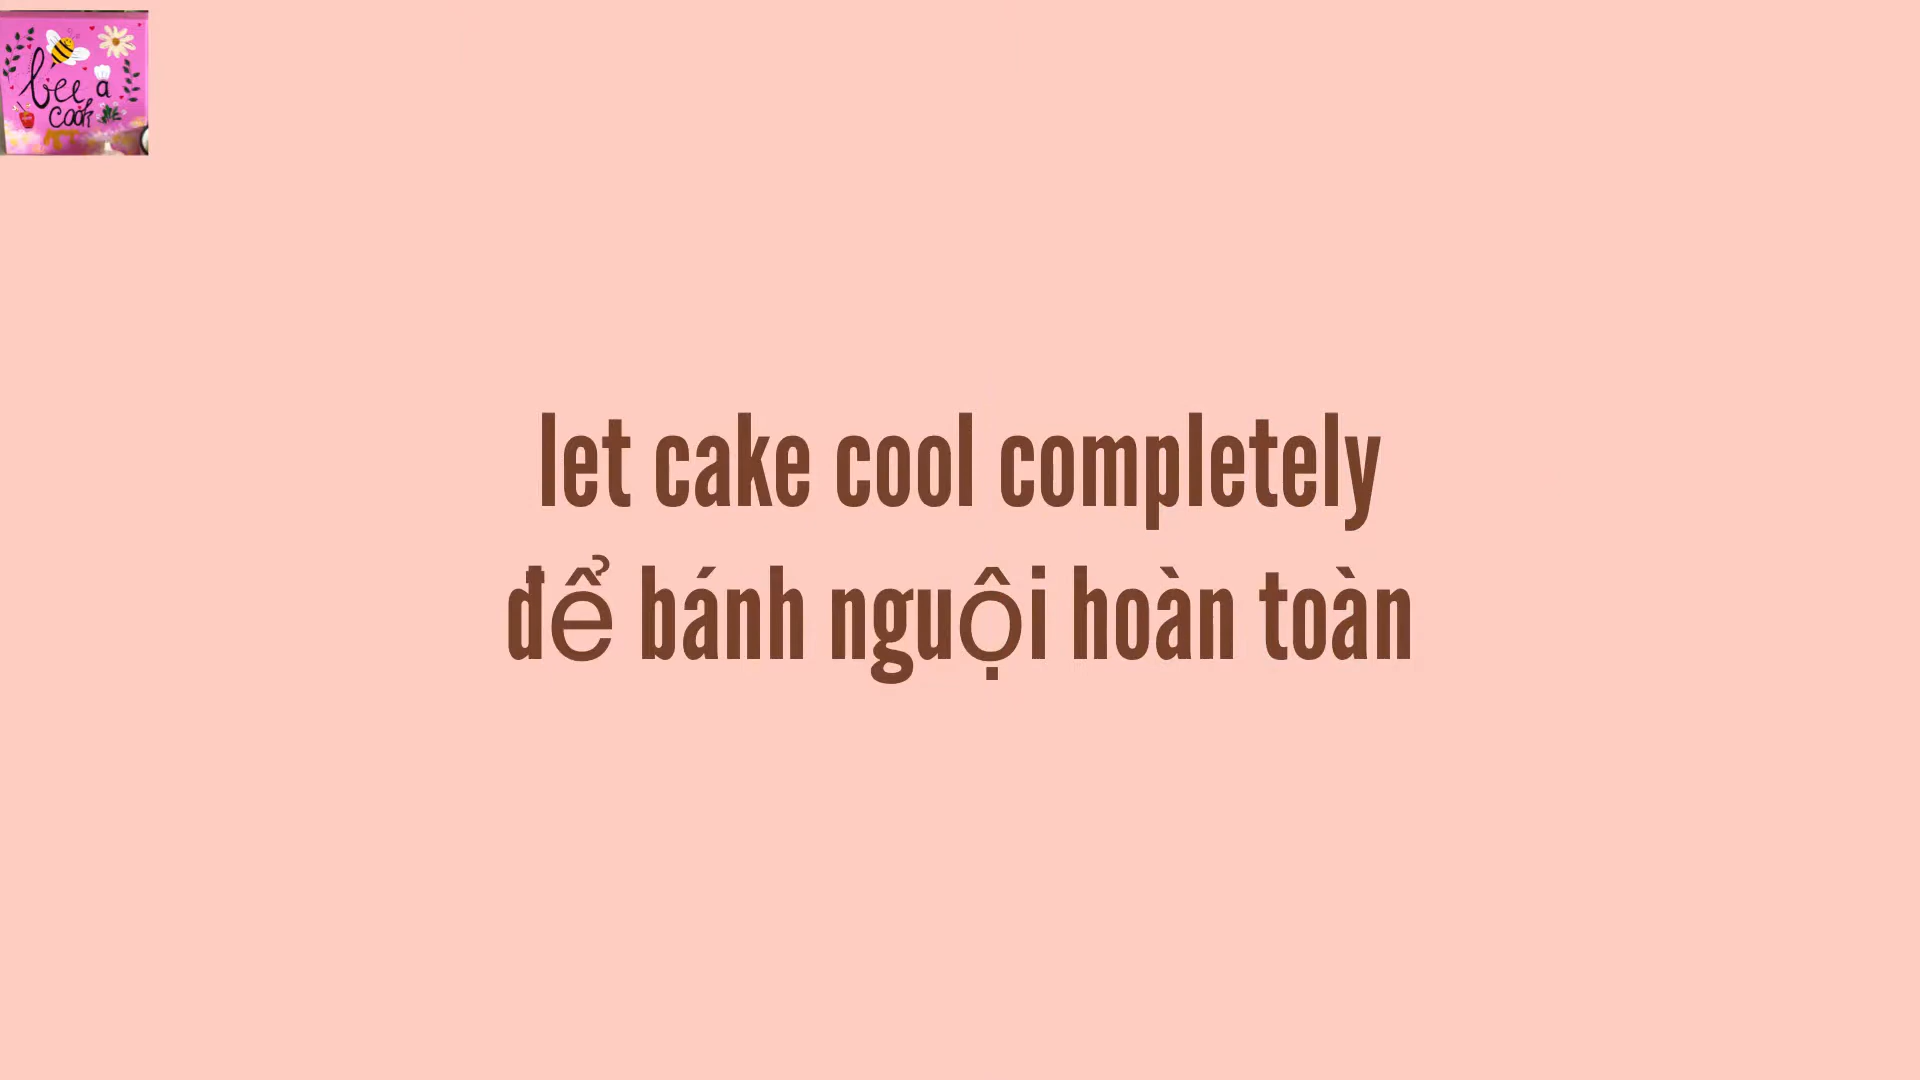 bee a
cook
let cake cool completely
để bánh nguội hoàn toàn